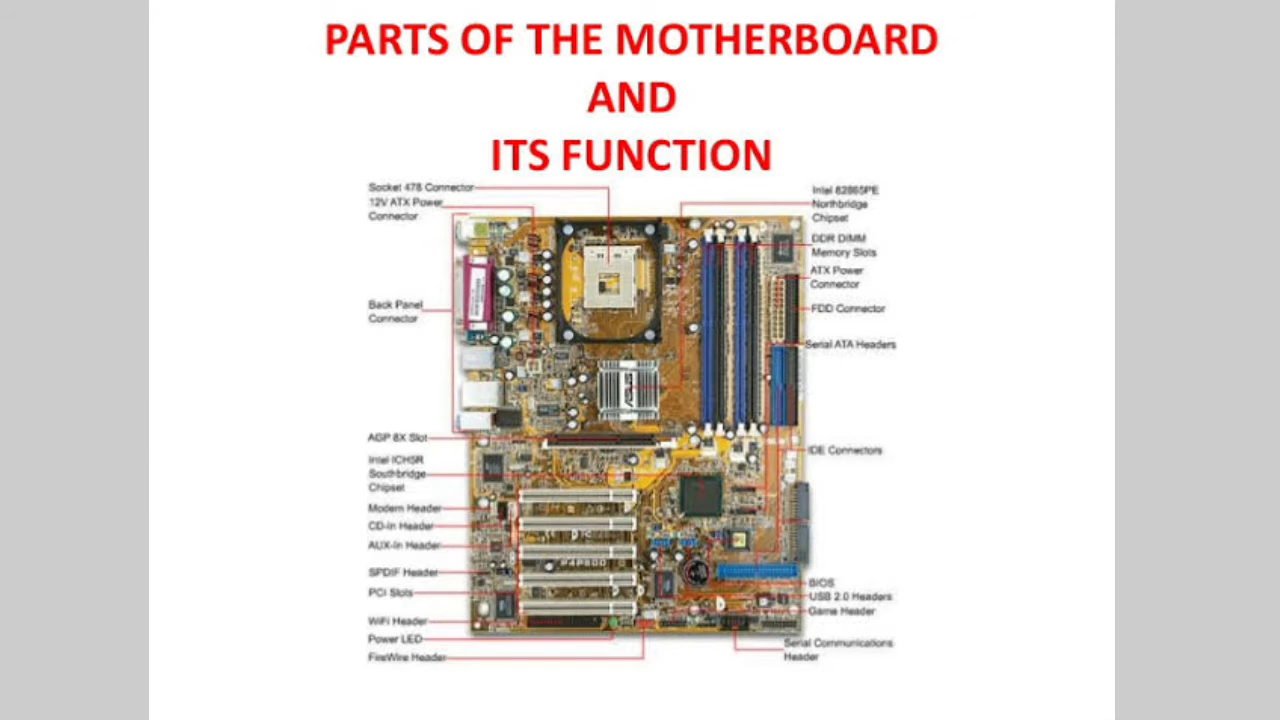 PARTS OF THE MOTHERBOARD
AND
ITS FUNCTION
Socket 478 Connector
12V ATX Power
Connector
Back Panel
Connector
AGP 8X Slot
Intel ICH5R
Southbridge
Chipset
Modem Header
CD-In Header
AUX-In Header
SPDIF Header
PCI Slots
WiFi Header
Power LED
FireWire Header
Intel 82865PE
Northbridge
Chipset
DDR DIMM
Memory Slots
ATX Power
Connector
FDD Connector
Serial ATA Headers
IDE Connectors
BIOS
USB 2.0 Headers
Game Header
Serial Communications
Header
ASUS
P4P800